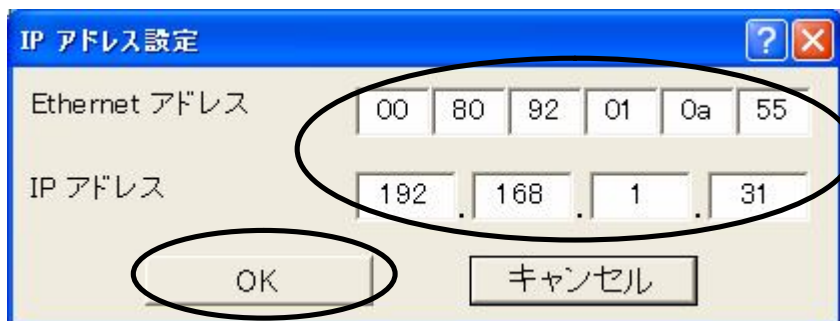 IP アドレス設定
Ethernet アドレス 00 80 92 01 0a 55
IP アドレス 192 . 168 . 1 . 31
OK キャンセル